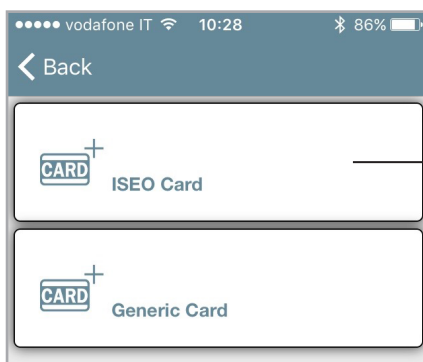 vodafone IT 10:28 86%
Back
CARD
ISEO Card
CARD
Generic Card